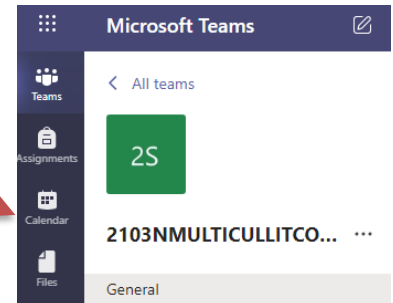 Microsoft Teams
Teams
All teams
Assignments
2S
Calendar
2103NMULTICULLITCO... ...
Files
General